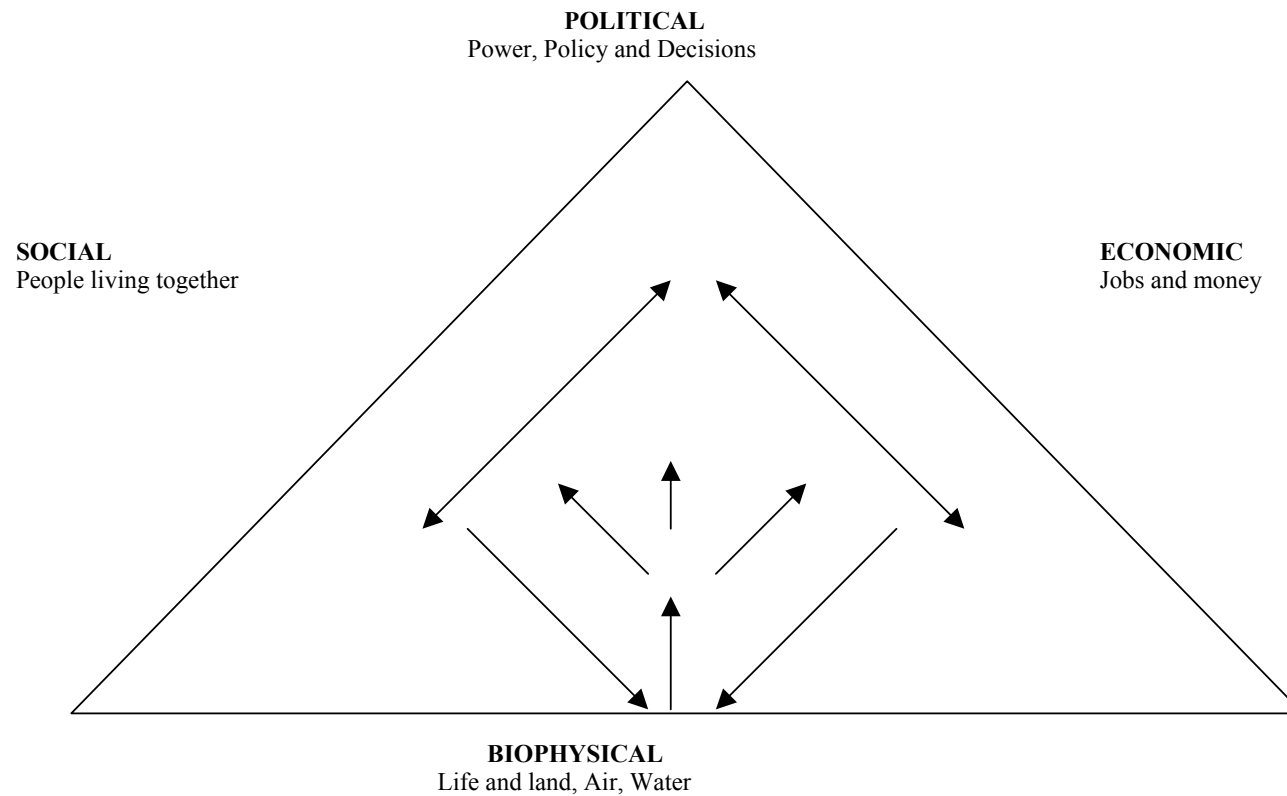 POLITICAL
Power, Policy and Decisions
SOCIAL
People living together
ECONOMIC
Jobs and money
BIOPHYSICAL
Life and land, Air, Water